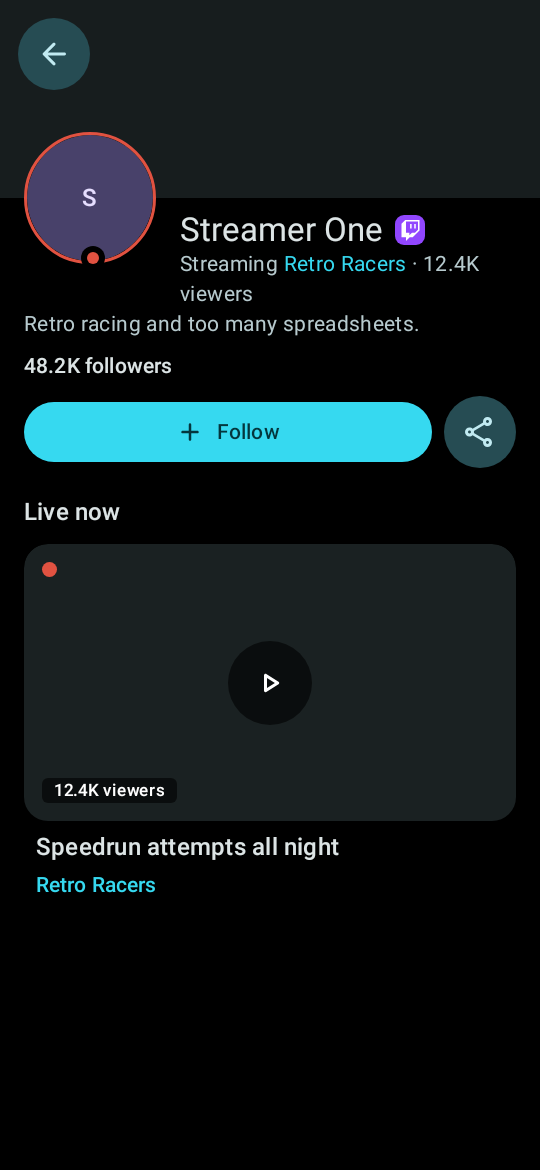 S
Streamer One
Streaming Retro Racers · 12.4K
viewers
Retro racing and too many spreadsheets.
48.2K followers
Follow
Live now
12.4K viewers
Speedrun attempts all night
Retro Racers